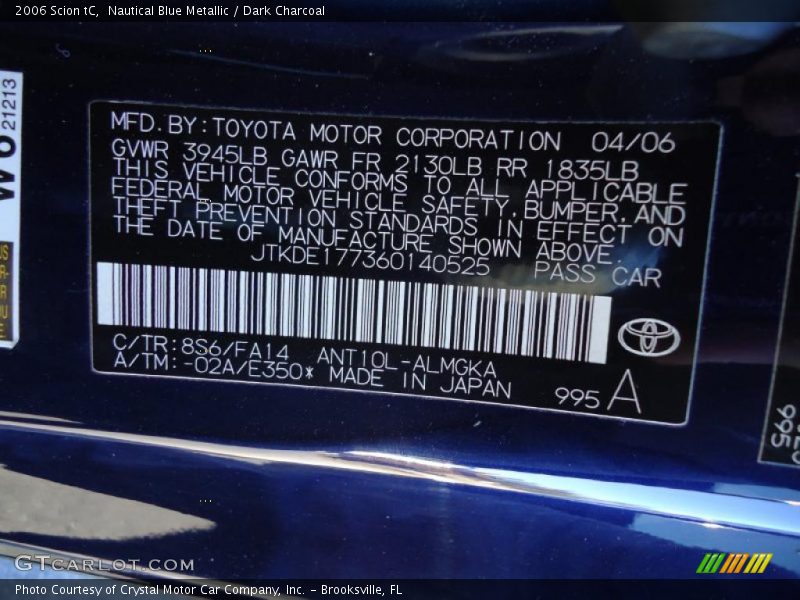 2006 Scion tC, Nautical Blue Metallic / Dark Charcoal
21213
MFD. BY: TOYOTA MOTOR CORPORATION 04/06
GVWR 3945LB GAWR FR 2130LB RR 1835LB
THIS VEHICLE CONFORMS TO ALL APPLICABLE
FEDERAL MOTOR VEHICLE SAFETY, BUMPER, AND
THEFT PREVENTION STANDARDS IN EFFECT ON
THE DATE OF MANUFACTURE SHOWN ABOVE.
JTKDE177360140525 PASS CAR
C/TR: 8S6/FA14 ANT10L-ALMGKA
A/TM: -02A/E350* MADE IN JAPAN
995 A
995
GTCARLOT.COM
Photo Courtesy of Crystal Motor Car Company, Inc. – Brooksville, FL